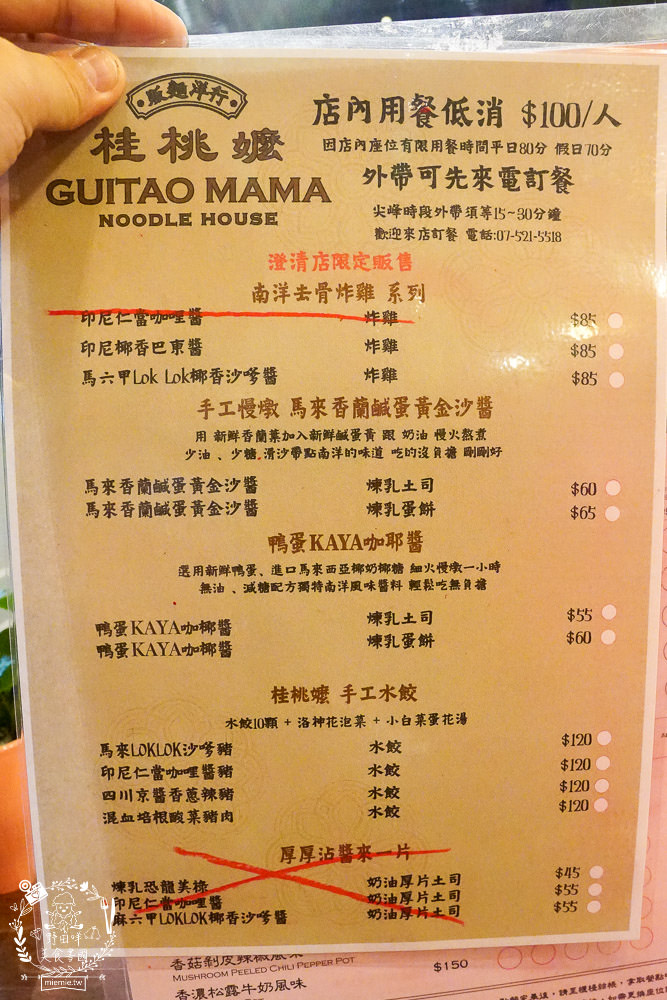 販麵洋行
桂桃嬤
GUITAO MAMA
NOODLE HOUSE
店內用餐低消 $100/人
因店內座位有限用餐時間平日80分 假日70分
外帶可先來電訂餐
尖峰時段外帶須等15~30分鐘
歡迎來店訂餐 電話:07-521-5518
澄清店限定販售
南洋去骨炸雞 系列
印尼仁當咖哩醬 炸雞 $85
印尼椰香巴東醬 炸雞 $85
馬六甲Lok Lok椰香沙嗲醬 炸雞 $85
手工慢燉 馬來香蘭鹹蛋黃金沙醬
用 新鮮香蘭葉加入新鮮鹹蛋黃 跟 奶油 慢火熬煮
少油 、少糖 滑沙帶點南洋的味道 吃的沒負擔 剛剛好
馬來香蘭鹹蛋黃金沙醬 煉乳土司 $60
馬來香蘭鹹蛋黃金沙醬 煉乳蛋餅 $65
鴨蛋KAYA咖耶醬
選用新鮮鴨蛋、進口馬來西亞椰奶椰糖 細火慢燉一小時
無油 、減糖配方獨特南洋風味醬料 輕鬆吃無負擔
鴨蛋KAYA咖椰醬 煉乳土司 $55
鴨蛋KAYA咖椰醬 煉乳蛋餅 $60
桂桃嬤 手工水餃
水餃10顆 + 洛神花泡菜 + 小白菜蛋花湯
馬來LOKLOK沙嗲豬 水餃 $120
印尼仁當咖哩醬豬 水餃 $120
四川京醬香蔥辣豬 水餃 $120
混血培根酸菜豬肉 水餃 $120
厚厚沾醬來一片
煉乳恐龍美祿 奶油厚片土司 $45
印尼仁當咖哩醬 奶油厚片土司 $55
麻六甲LOKLOK椰香沙嗲醬 奶油厚片土司 $55
香菇剝皮辣椒風味
MUSHROOM PEELED CHILI PEPPER POT $150
香濃松露牛奶風味
miemie.tw